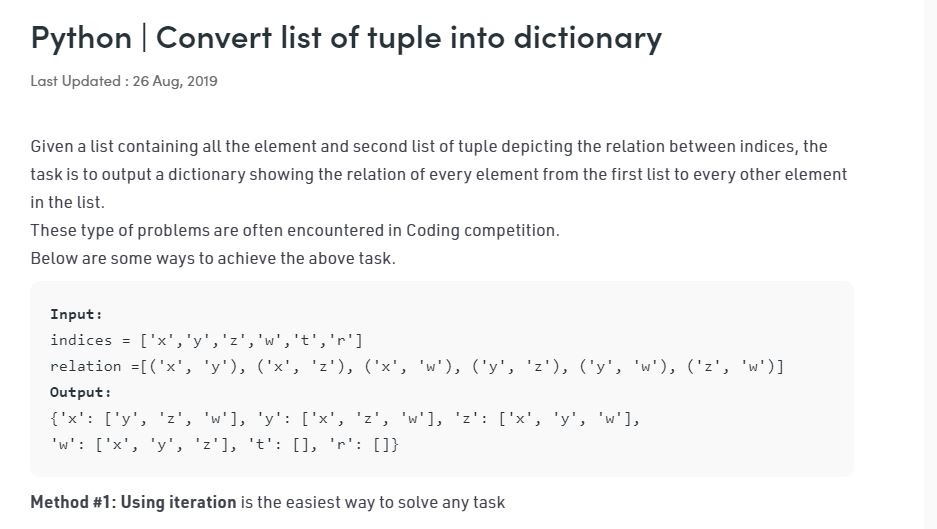 Python | Convert list of tuple into dictionary
Last Updated : 26 Aug, 2019
Given a list containing all the element and second list of tuple depicting the relation between indices, the
task is to output a dictionary showing the relation of every element from the first list to every other element
in the list.
These type of problems are often encountered in Coding competition.
Below are some ways to achieve the above task.
Input:
indices = ['x','y','z','w','t','r']
relation =[('x', 'y'), ('x', 'z'), ('x', 'w'), ('y', 'z'), ('y', 'w'), ('z', 'w')]
Output:
{'x': ['y', 'z', 'w'], 'y': ['x', 'z', 'w'], 'z': ['x', 'y', 'w'],
'w': ['x', 'y', 'z'], 't': [], 'r': []}
Method #1: Using iteration is the easiest way to solve any task